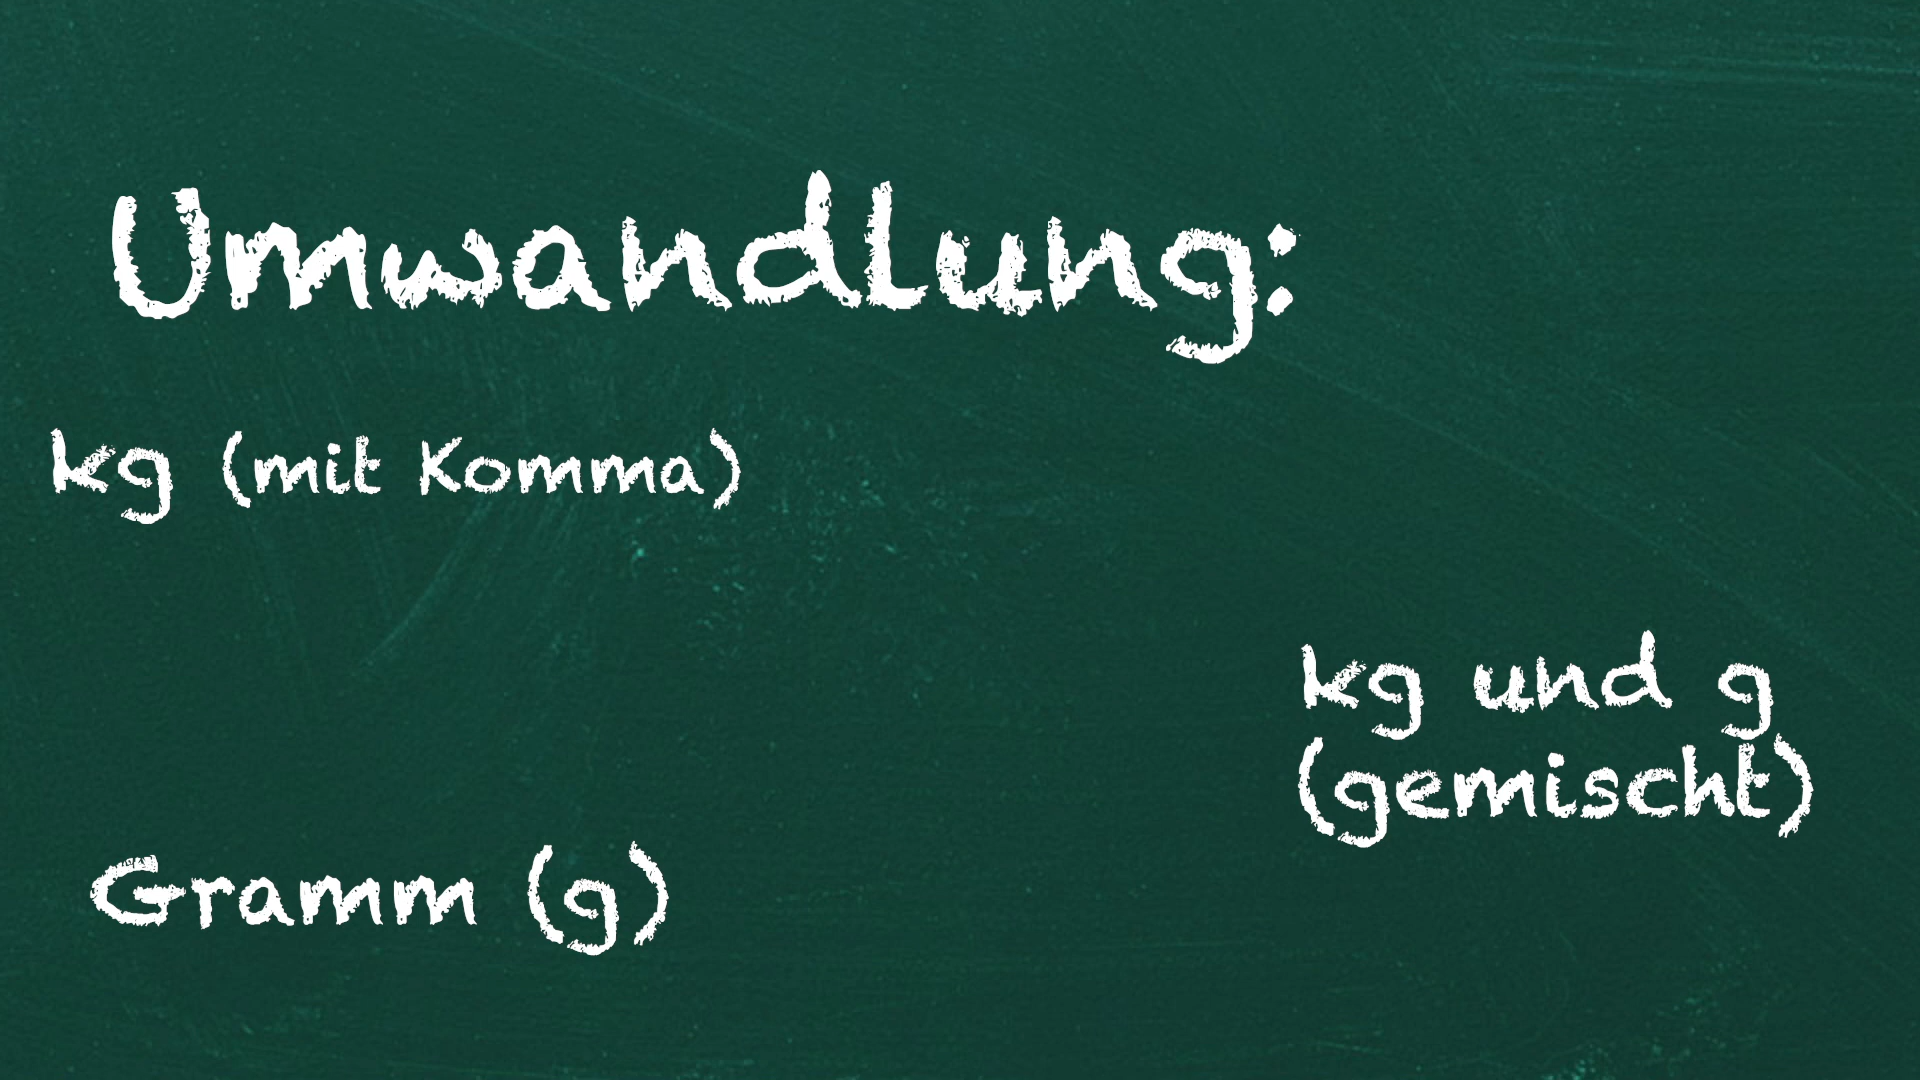 Umwandlung:
kg (mit Komma)
kg und g
(gemischt)
Gramm (g)